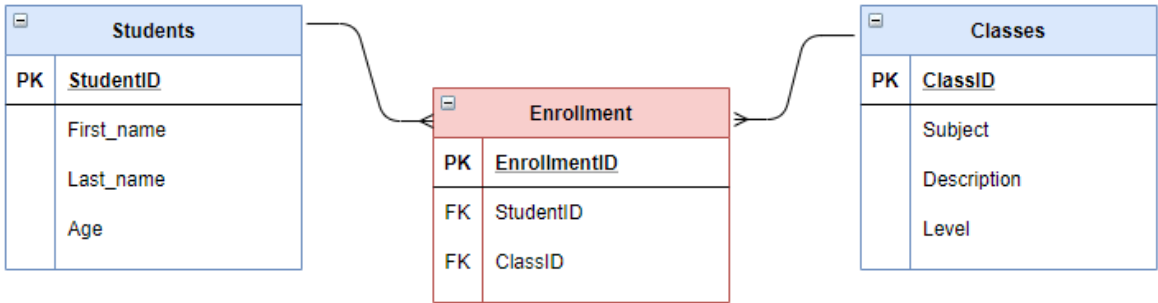 Students
PK StudentID
First_name
Last_name
Age
Enrollment
PK EnrollmentID
FK StudentID
FK ClassID
Classes
PK ClassID
Subject
Description
Level